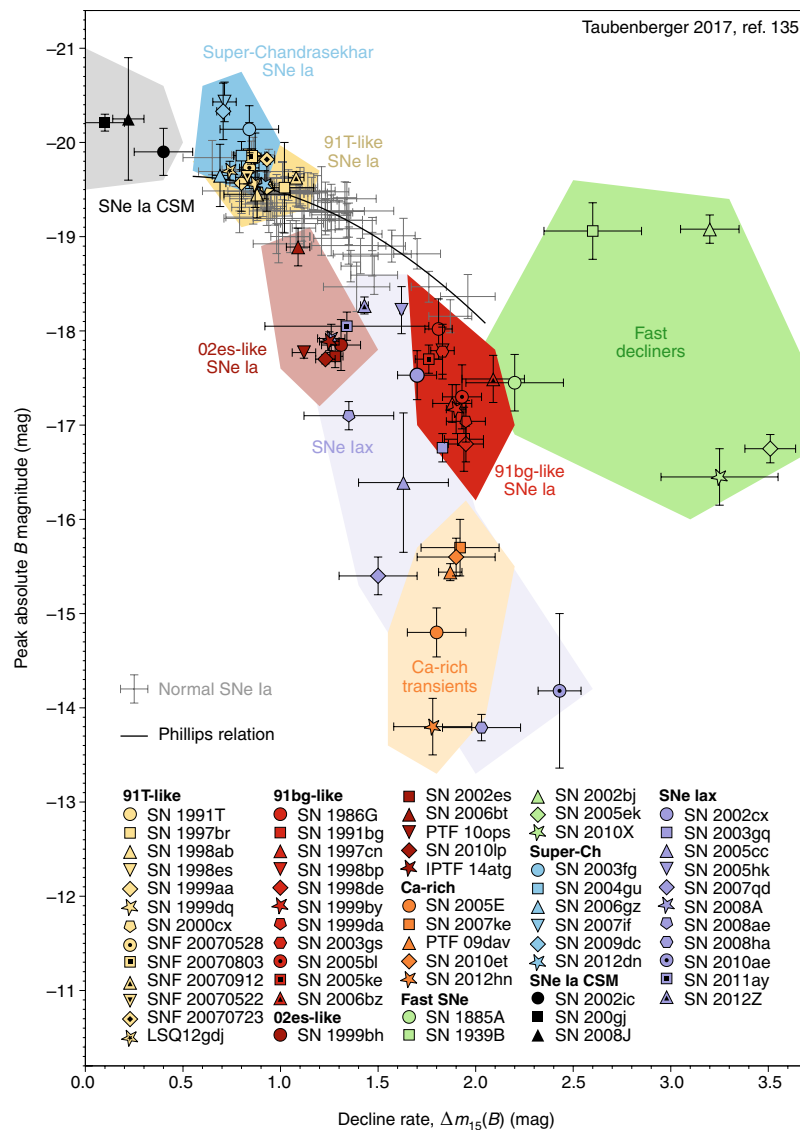 Taubenberger 2017, ref. 135
–21
Super-Chandrasekhar
SNe Ia
–20
91T-like
SNe Ia
SNe Ia CSM
–19
–18
Fast
decliners
02es-like
SNe Ia
–17
SNe Iax
91bg-like
SNe Ia
–16
–15
Ca-rich
transients
Normal SNe Ia
–14
Phillips relation
–13
–12
–11
Peak absolute B magnitude (mag)
91T-like
SN 1991T
SN 1997br
SN 1998ab
SN 1998es
SN 1999aa
SN 1999dq
SN 2000cx
SNF 20070528
SNF 20070803
SNF 20070912
SNF 20070522
SNF 20070723
LSQ12gdj
91bg-like
SN 1986G
SN 1991bg
SN 1997cn
SN 1998bp
SN 1998de
SN 1999by
SN 1999da
SN 2003gs
SN 2005bl
SN 2005ke
SN 2006bz
02es-like
SN 1999bh
SN 2002es
SN 2006bt
PTF 10ops
SN 2010lp
IPTF 14atg
Ca-rich
SN 2005E
SN 2007ke
PTF 09dav
SN 2010et
SN 2012hn
Fast SNe
SN 1885A
SN 1939B
SN 2002bj
SN 2005ek
SN 2010X
Super-Ch
SN 2003fg
SN 2004gu
SN 2006gz
SN 2007if
SN 2009dc
SN 2012dn
SNe Ia CSM
SN 2002ic
SN 200gj
SN 2008J
SNe Iax
SN 2002cx
SN 2003gq
SN 2005cc
SN 2005hk
SN 2007qd
SN 2008A
SN 2008ae
SN 2008ha
SN 2010ae
SN 2011ay
SN 2012Z
0.0 0.5 1.0 1.5 2.0 2.5 3.0 3.5
Decline rate, Δm15(B) (mag)